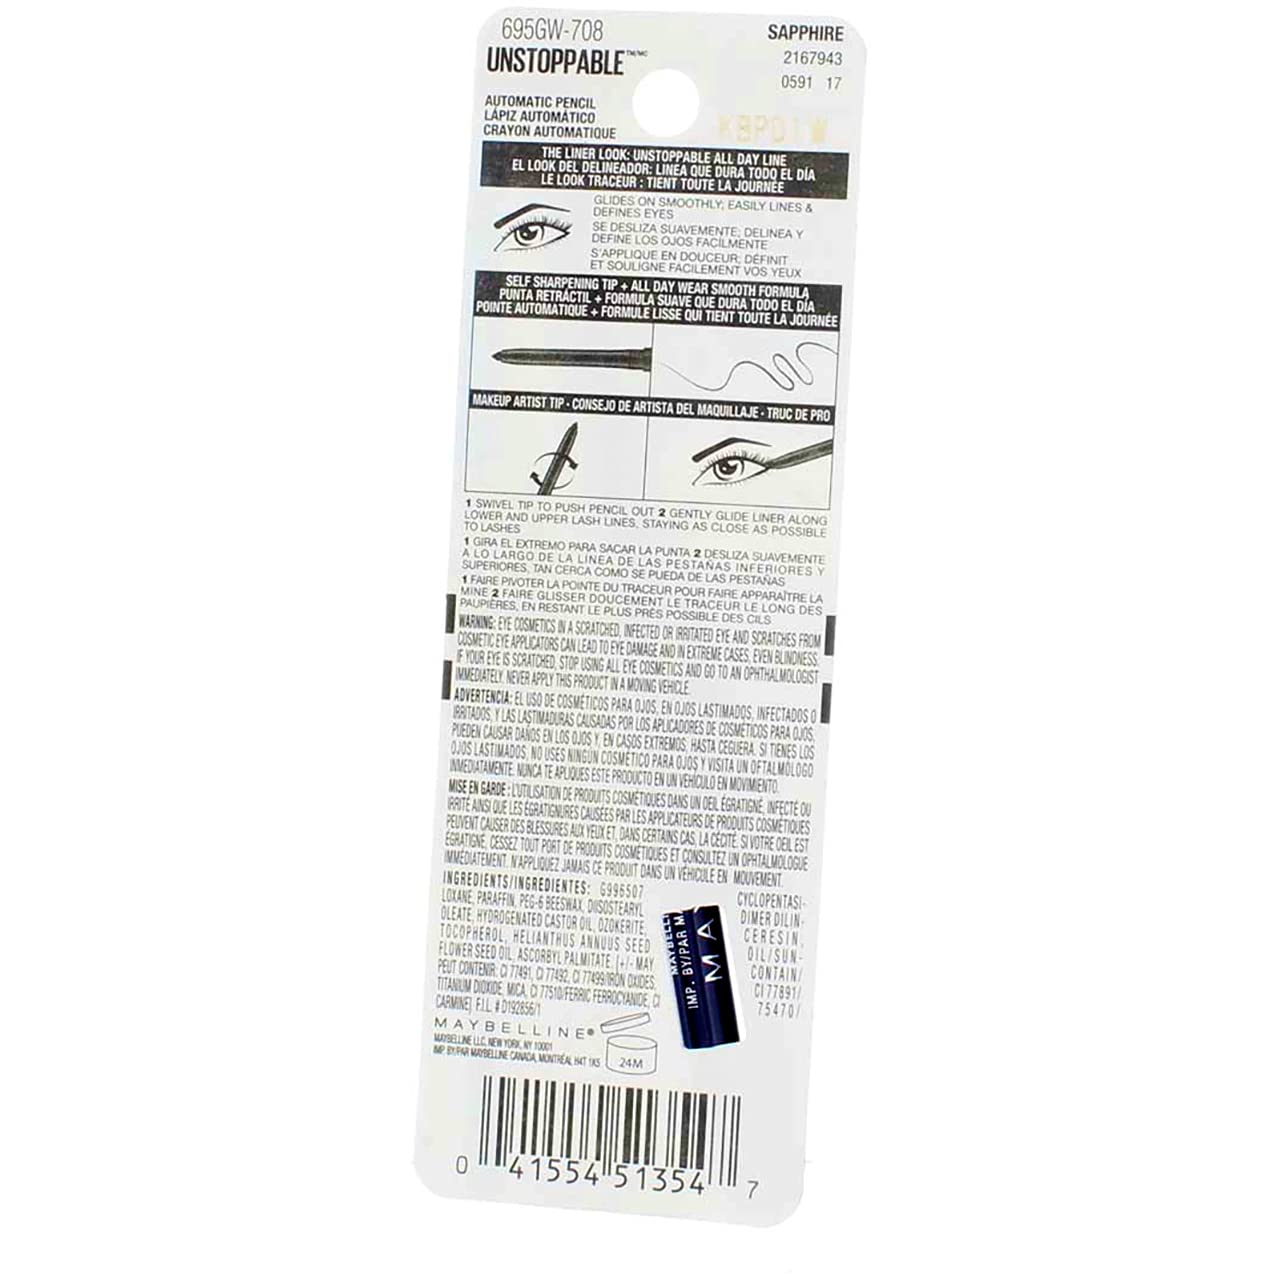 695GW-708
SAPPHIRE
UNSTOPPABLE™/MC
2167943
0591 17
AUTOMATIC PENCIL
LÁPIZ AUTOMÁTICO
CRAYON AUTOMATIQUE
KBP01
THE LINER LOOK: UNSTOPPABLE ALL DAY LINE
EL LOOK DEL DELINEADOR: LINEA QUE DURA TODO EL DÍA
LE LOOK TRACEUR : TIENT TOUTE LA JOURNÉE
GLIDES ON SMOOTHLY; EASILY LINES &
DEFINES EYES
SE DESLIZA SUAVEMENTE; DELINEA Y
DEFINE LOS OJOS FACILMENTE
S'APPLIQUE EN DOUCEUR; DÉFINIT
ET SOULIGNE FACILEMENT VOS YEUX
SELF SHARPENING TIP + ALL DAY WEAR SMOOTH FORMULA
PUNTA RETRÁCTIL + FORMULA SUAVE QUE DURA TODO EL DÍA
POINTE AUTOMATIQUE + FORMULE LISSE QUI TIENT TOUTE LA JOURNÉE
MAKEUP ARTIST TIP - CONSEJO DE ARTISTA DEL MAQUILLAJE - TRUC DE PRO
1 SWIVEL TIP TO PUSH PENCIL OUT 2 GENTLY GLIDE LINER ALONG
LOWER AND UPPER LASH LINES, STAYING AS CLOSE AS POSSIBLE
TO LASHES
1 GIRA EL EXTREMO PARA SACAR LA PUNTA 2 DESLIZA SUAVEMENTE
A LO LARGO DE LA LINEA DE LAS PESTAÑAS INFERIORES Y
SUPERIORES, TAN CERCA COMO SE PUEDA DE LAS PESTAÑAS
1 FAIRE PIVOTER LA POINTE DU TRACEUR POUR FAIRE APPARAÎTRE LA
MINE 2 FAIRE GLISSER DOUCEMENT LE TRACEUR LE LONG DES
PAUPIÈRES, EN RESTANT LE PLUS PRÈS POSSIBLE DES CILS
WARNING: EYE COSMETICS IN A SCRATCHED, INFECTED OR IRRITATED EYE AND SCRATCHES FROM
COSMETIC EYE APPLICATORS CAN LEAD TO EYE DAMAGE AND IN EXTREME CASES, EVEN BLINDNESS.
IF YOUR EYE IS SCRATCHED, STOP USING ALL EYE COSMETICS AND GO TO AN OPHTHALMOLOGIST
IMMEDIATELY. NEVER APPLY THIS PRODUCT IN A MOVING VEHICLE.
ADVERTENCIA: EL USO DE COSMÉTICOS PARA OJOS, EN OJOS LASTIMADOS, INFECTADOS O
IRRITADOS, Y LAS LASTIMADURAS CAUSADAS POR LOS APLICADORES DE COSMÉTICOS PARA OJOS,
PUEDEN CAUSAR DAÑOS EN LOS OJOS Y, EN CASOS EXTREMOS, HASTA CEGUERA. SI TIENES LOS
OJOS LASTIMADOS, NO USES NINGÚN COSMÉTICO PARA OJOS Y VISITA UN OFTALMÓLOGO
INMEDIATAMENTE. NUNCA TE APLIQUES ESTE PRODUCTO EN UN VEHÍCULO EN MOVIMIENTO.
MISE EN GARDE : L'UTILISATION DE PRODUITS COSMÉTIQUES DANS UN OEIL ÉGRATIGNÉ, INFECTÉ OU
IRRITÉ AINSI QUE LES ÉGRATIGNURES CAUSÉES PAR LES APPLICATEURS DE PRODUITS COSMÉTIQUES
PEUVENT CAUSER DES BLESSURES AUX YEUX ET, DANS CERTAINS CAS, LA CÉCITÉ. SI VOTRE OEIL EST
ÉGRATIGNÉ, CESSEZ TOUT PORT DE PRODUITS COSMÉTIQUES ET CONSULTEZ UN OPHTALMOLOGUE
IMMÉDIATEMENT. N'APPLIQUEZ JAMAIS CE PRODUIT DANS UN VÉHICULE EN MOUVEMENT.
INGREDIENTS/INGREDIENTES: G996507 CYCLOPENTASI-
LOXANE, PARAFFIN, PEG-6 BEESWAX, DIISOSTEARYL DIMER DILIN-
OLEATE, HYDROGENATED CASTOR OIL, OZOKERITE, CERESIN,
TOCOPHEROL, HELIANTHUS ANNUUS SEED OIL/SUN-
FLOWER SEED OIL, ASCORBYL PALMITATE. [+/- MAY CONTAIN/
PEUT CONTENIR: CI 77491, CI 77492, CI 77499/IRON OXIDES, CI 77891/
TITANIUM DIOXIDE, MICA, CI 77510/FERRIC FERROCYANIDE, CI 75470/
CARMINE] F.I.L. # D192856/1
MAYBELL
IMP. BY/PAR M
MA
MAYBELLINE®
MAYBELLINE LLC, NEW YORK, NY 10001
IMP. BY/PAR MAYBELLINE CANADA, MONTRÉAL H4T 1K5
24M
0 41554 51354 7